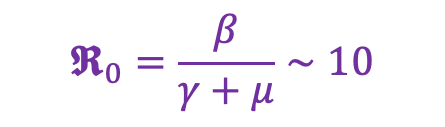 ℜ₀ = β / (γ + μ) ~ 10